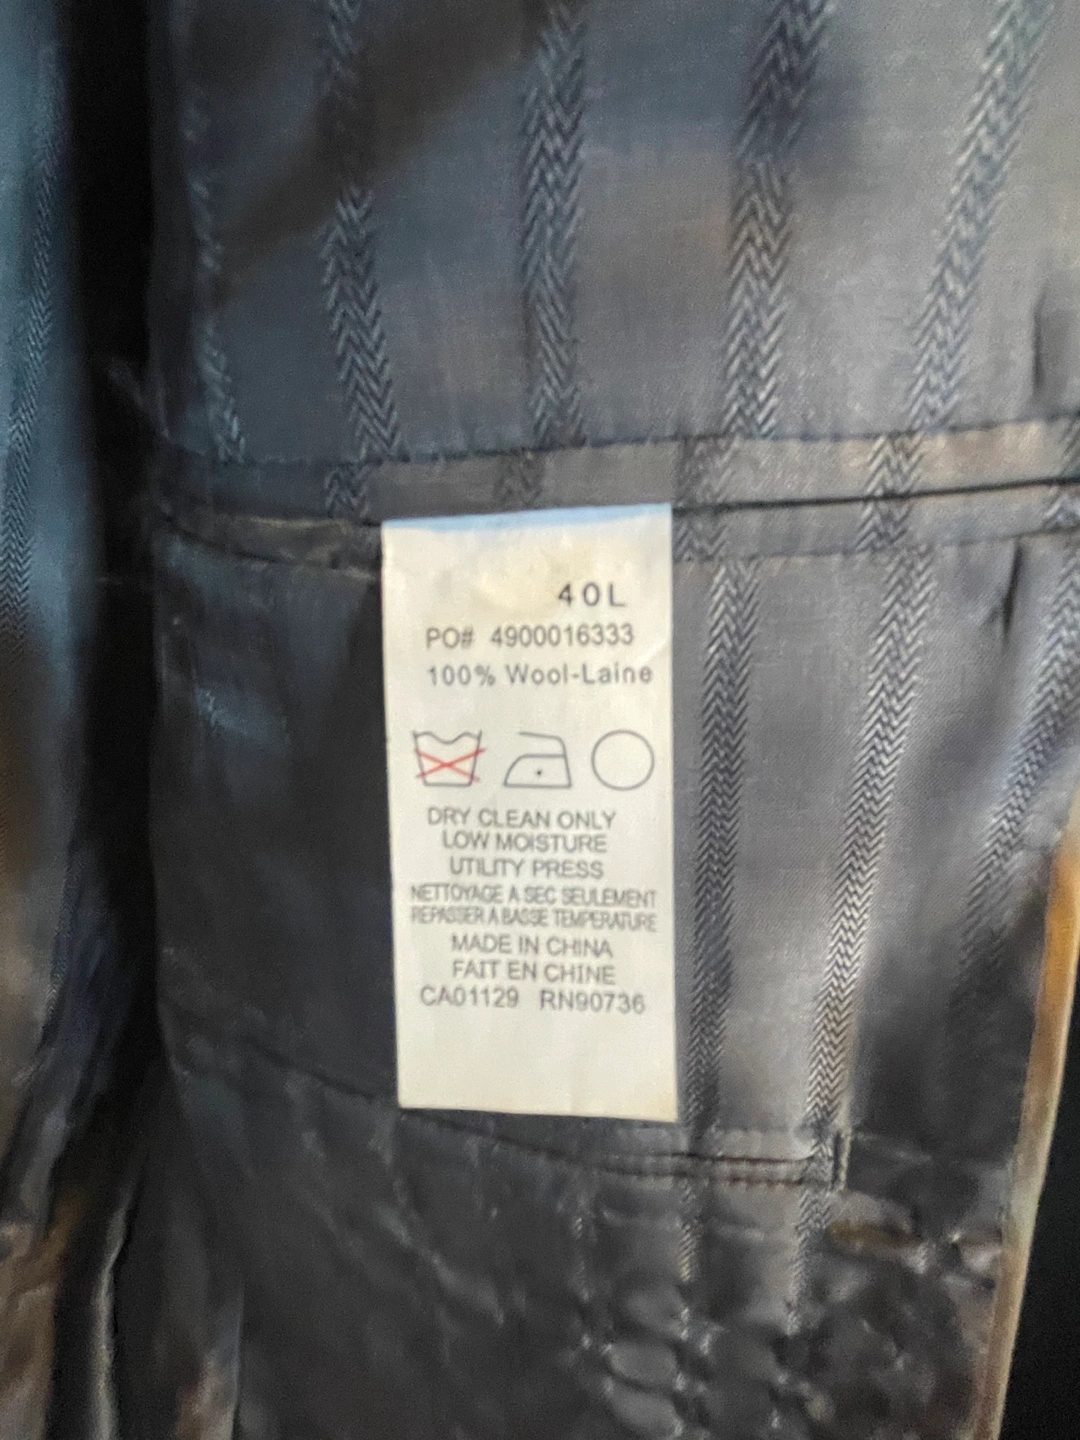 40L
PO# 4900016333
100% Wool-Laine
DRY CLEAN ONLY
LOW MOISTURE
UTILITY PRESS
NETTOYAGE A SEC SEULEMENT
REPASSER A BASSE TEMPERATURE
MADE IN CHINA
FAIT EN CHINE
CA01129 RN90736